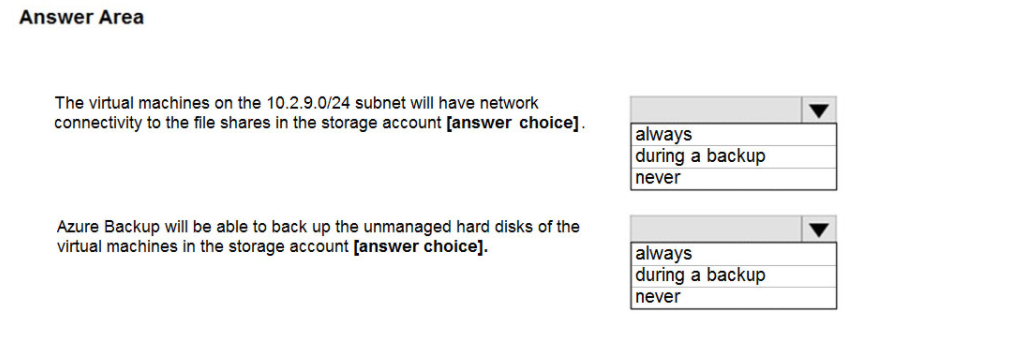 Answer Area
The virtual machines on the 10.2.9.0/24 subnet will have network
connectivity to the file shares in the storage account [answer choice].
always
during a backup
never
Azure Backup will be able to back up the unmanaged hard disks of the
virtual machines in the storage account [answer choice].
always
during a backup
never